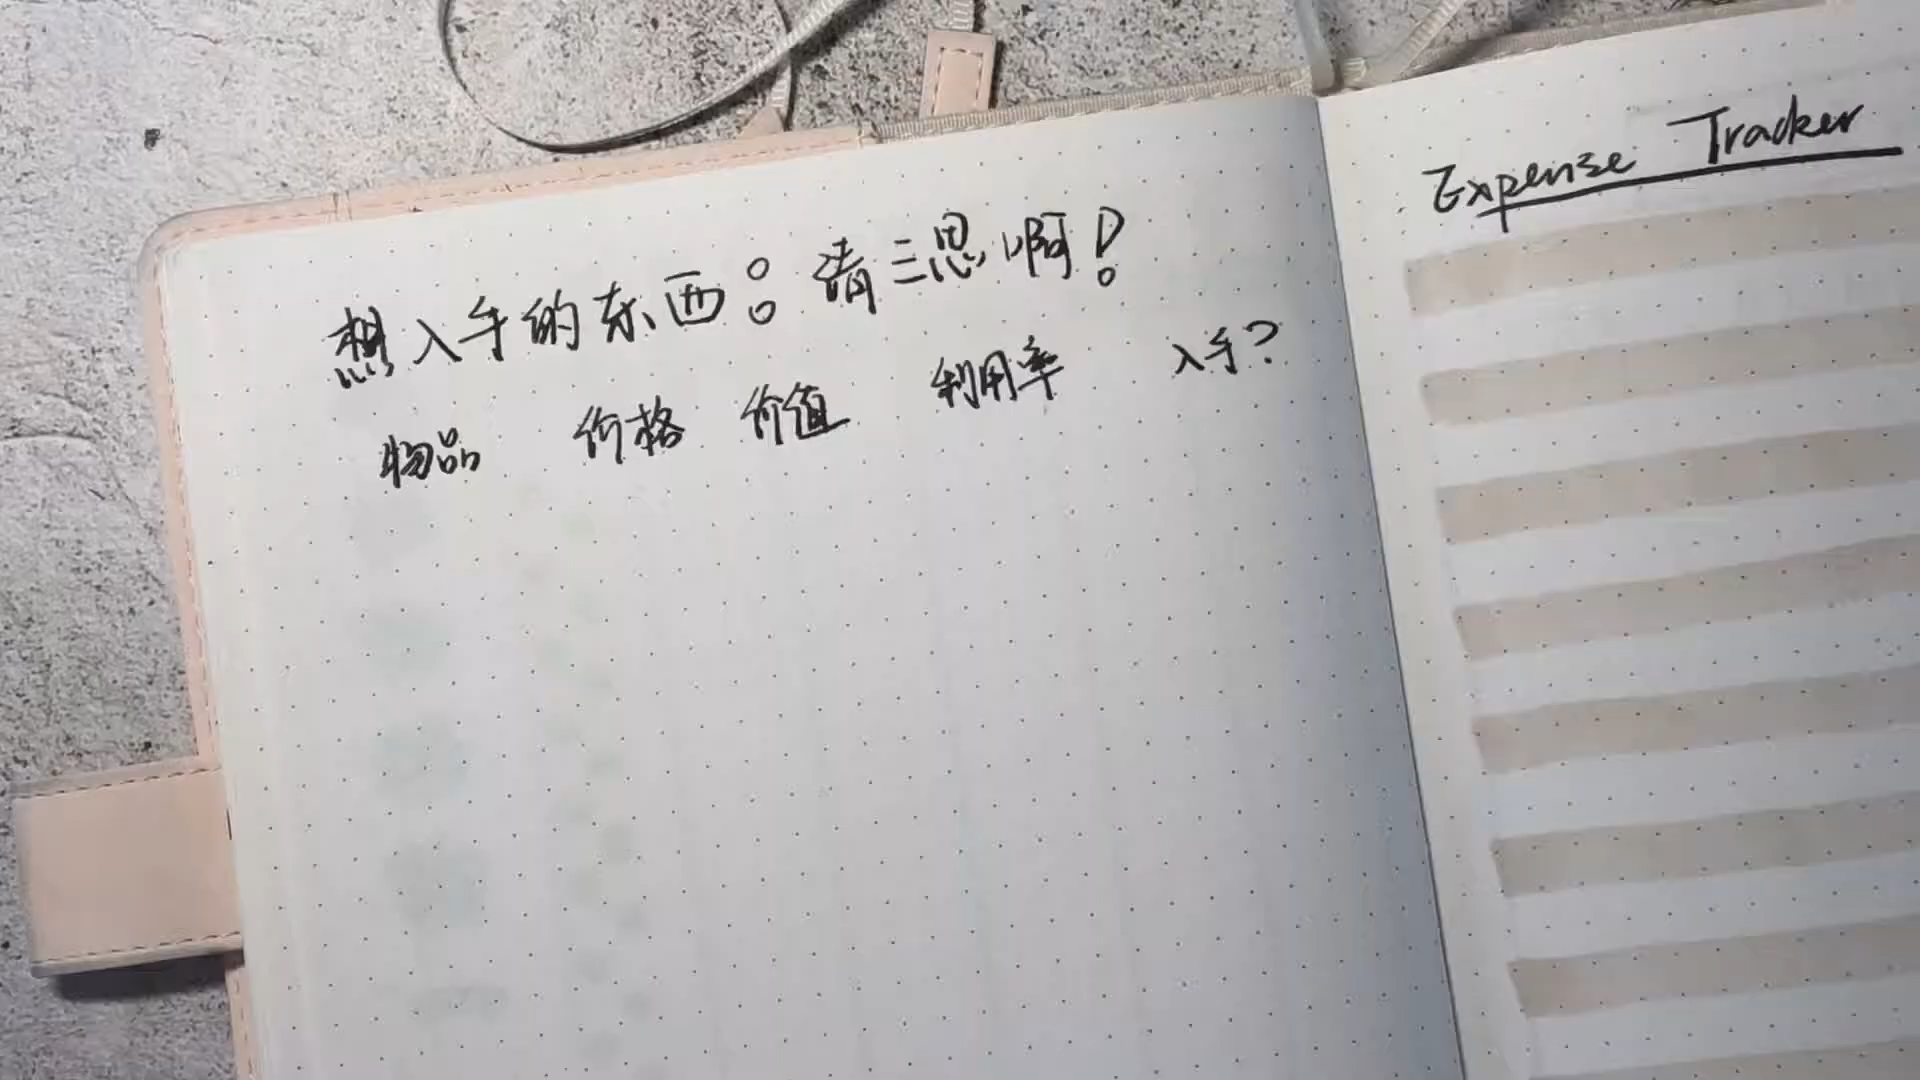 想入手的东西：请三思啊！
物品 价格 价值 利用率 入手？
Expense Tracker